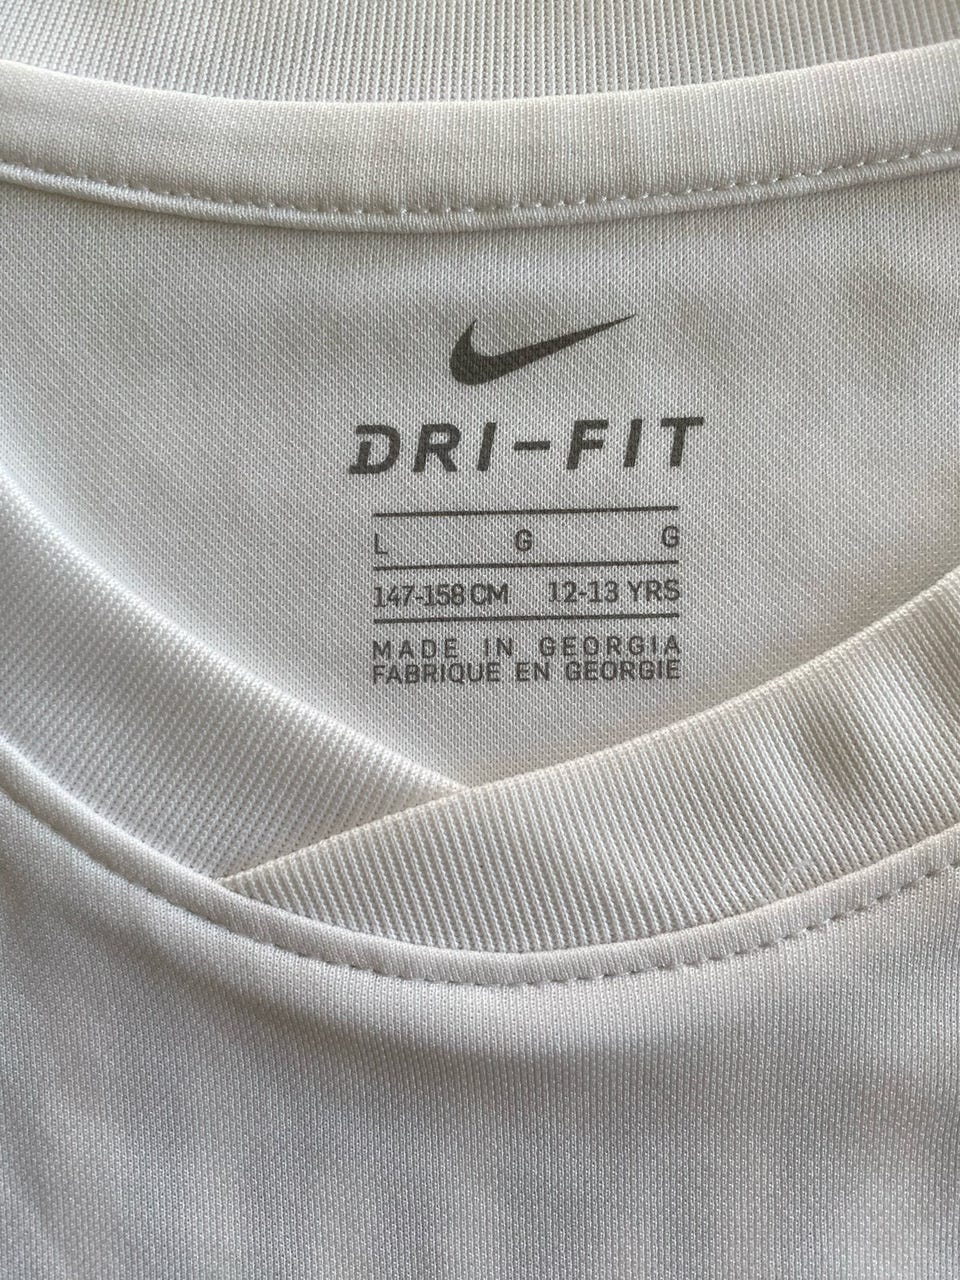 DRI-FIT
L G G
147-158 CM 12-13 YRS
MADE IN GEORGIA
FABRIQUE EN GEORGIE